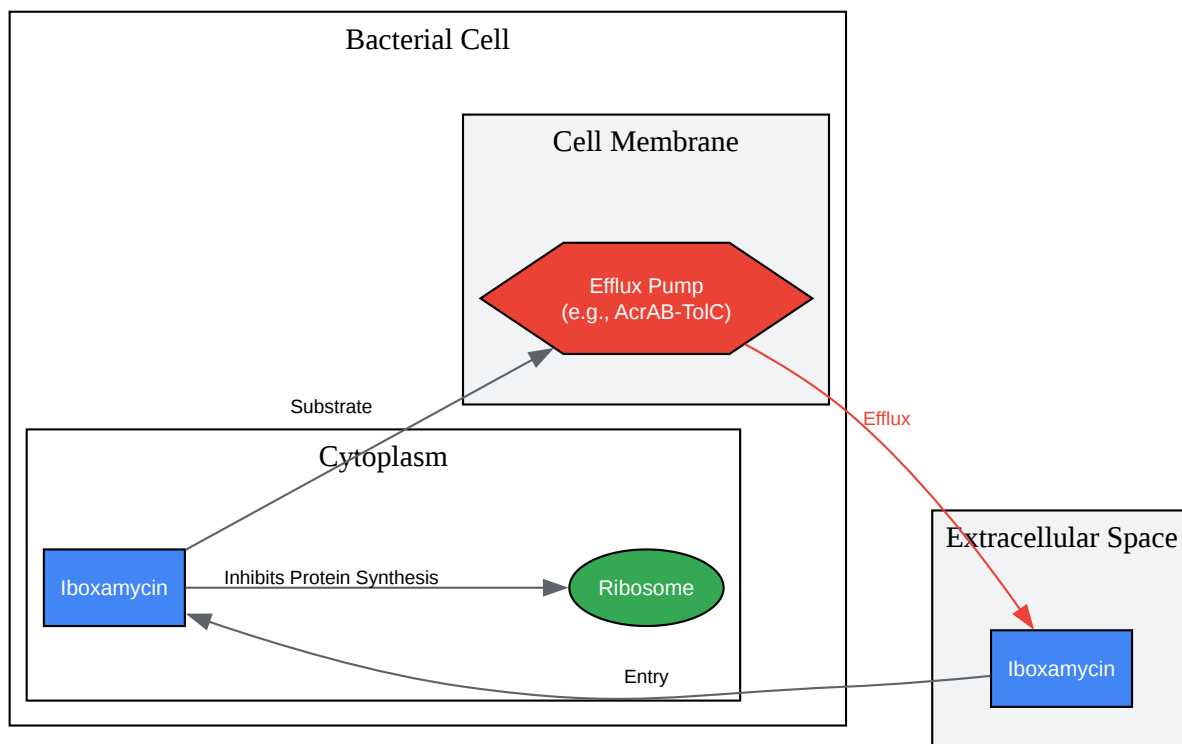 Bacterial Cell
Cell Membrane
Efflux Pump
(e.g., AcrAB-TolC)
Substrate
Efflux
Cytoplasm
Extracellular Space
Iboxamycin
Inhibits Protein Synthesis
Ribosome
Entry
Iboxamycin